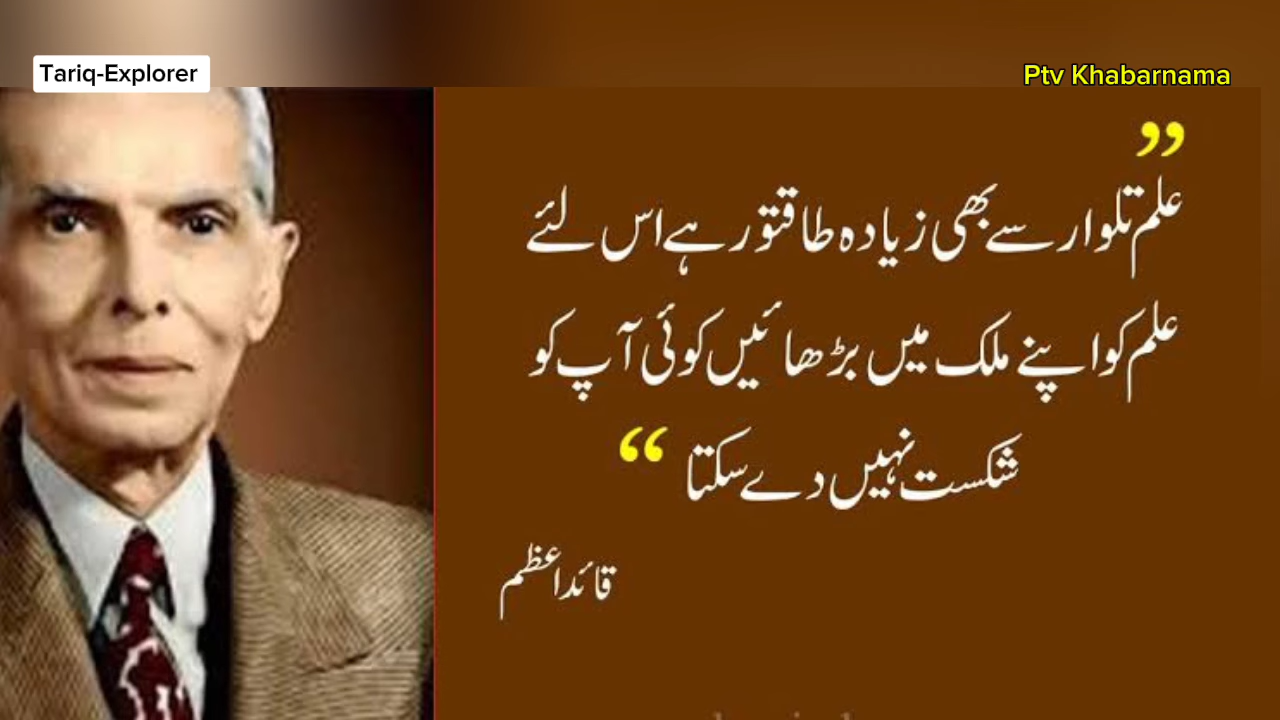 Tariq-Explorer
Ptv Khabarnama
”
علم تلوار سے بھی زیادہ طاقتور ہے اس لئے
علم کو اپنے ملک میں بڑھائیں کوئی آپ کو
شکست نہیں دے سکتا “
قائداعظم